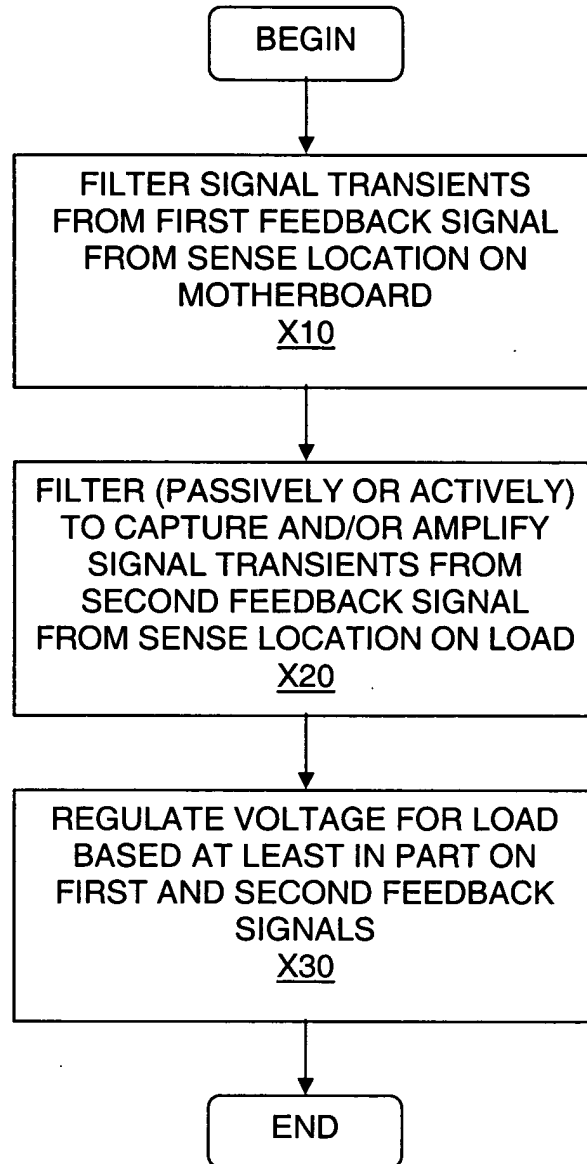 BEGIN
FILTER SIGNAL TRANSIENTS
FROM FIRST FEEDBACK SIGNAL
FROM SENSE LOCATION ON
MOTHERBOARD
X10
FILTER (PASSIVELY OR ACTIVELY)
TO CAPTURE AND/OR AMPLIFY
SIGNAL TRANSIENTS FROM
SECOND FEEDBACK SIGNAL
FROM SENSE LOCATION ON LOAD
X20
REGULATE VOLTAGE FOR LOAD
BASED AT LEAST IN PART ON
FIRST AND SECOND FEEDBACK
SIGNALS
X30
END